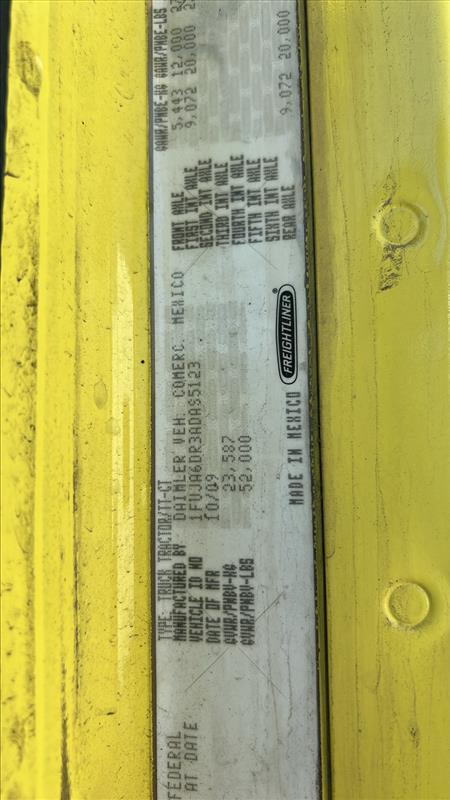 TYPE TRUCK TRACTOR/TT-CT
MANUFACTURED BY DAIMLER VEH. COMERC. MEXICO
VEHICLE ID NO 1FUJA6DR3ADAS5123
DATE OF MFR 10/09
GVWR/PNBV-KG 23,587
GVWR/PNBV-LBS 52,000
FEDERAL
AT DATE
MADE IN MEXICO
FREIGHTLINER
GAWR/PNBE-KG GAWR/PNBE-LBS
FRONT AXLE 5,443 12,000
FIRST INT AXLE 9,072 20,000
SECOND INT AXLE
THIRD INT AXLE
FOURTH INT AXLE
FIFTH INT AXLE
SIXTH INT AXLE
REAR AXLE 9,072 20,000